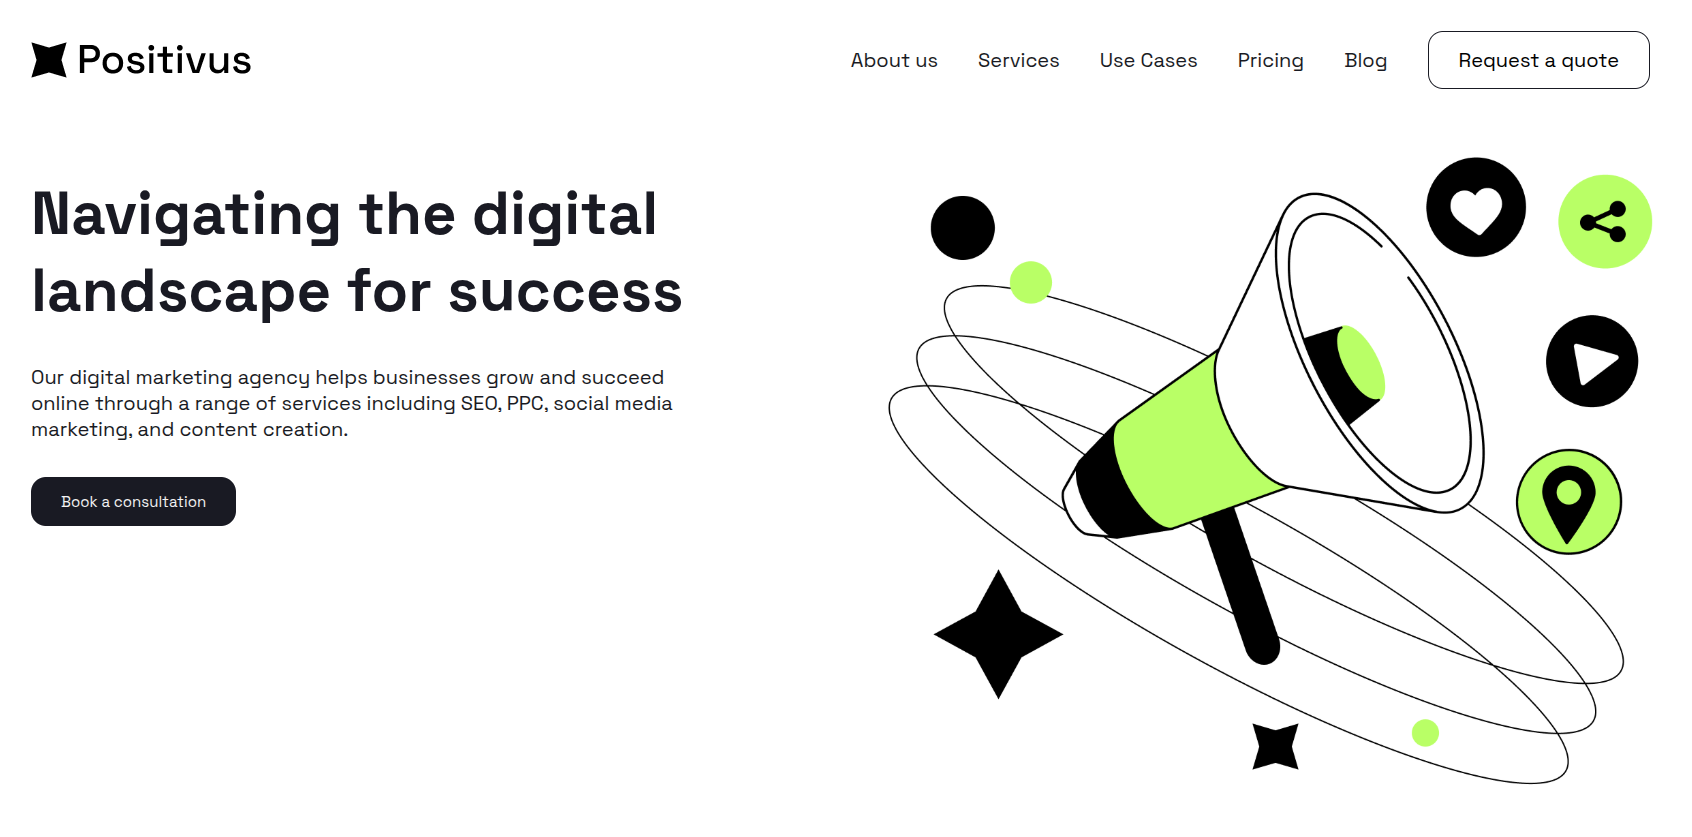 Positivus
About us
Services
Use Cases
Pricing
Blog
Request a quote
Navigating the digital
landscape for success
Our digital marketing agency helps businesses grow and succeed
online through a range of services including SEO, PPC, social media
marketing, and content creation.
Book a consultation